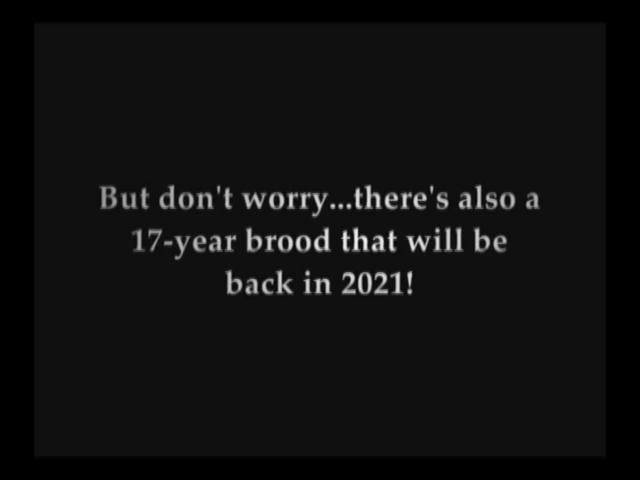 But don't worry...there's also a
17-year brood that will be
back in 2021!